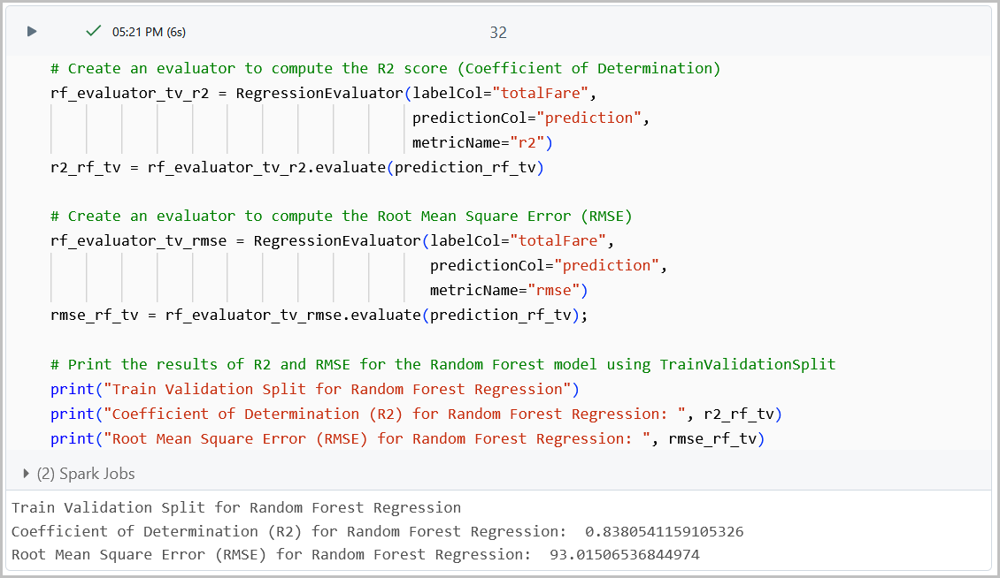 05:21 PM (6s)
32
# Create an evaluator to compute the R2 score (Coefficient of Determination)
rf_evaluator_tv_r2 = RegressionEvaluator(labelCol="totalFare",
predictionCol="prediction",
metricName="r2")
r2_rf_tv = rf_evaluator_tv_r2.evaluate(prediction_rf_tv)
# Create an evaluator to compute the Root Mean Square Error (RMSE)
rf_evaluator_tv_rmse = RegressionEvaluator(labelCol="totalFare",
predictionCol="prediction",
metricName="rmse")
rmse_rf_tv = rf_evaluator_tv_rmse.evaluate(prediction_rf_tv);
# Print the results of R2 and RMSE for the Random Forest model using TrainValidationSplit
print("Train Validation Split for Random Forest Regression")
print("Coefficient of Determination (R2) for Random Forest Regression: ", r2_rf_tv)
print("Root Mean Square Error (RMSE) for Random Forest Regression: ", rmse_rf_tv)
(2) Spark Jobs
Train Validation Split for Random Forest Regression
Coefficient of Determination (R2) for Random Forest Regression:  0.8380541159105326
Root Mean Square Error (RMSE) for Random Forest Regression:  93.01506536844974